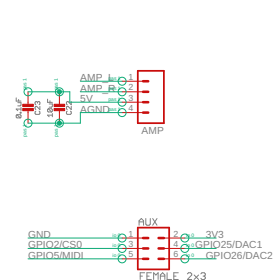 AMP_L 1
AMP_R 2
5V 3
AGND 4
AMP
0.1uF
C23
10uF
C22
AUX
GND 1 2 3V3
GPIO2/CS0 3 4 GPIO25/DAC1
GPIO5/MIDI 5 6 GPIO26/DAC2
FEMALE 2x3